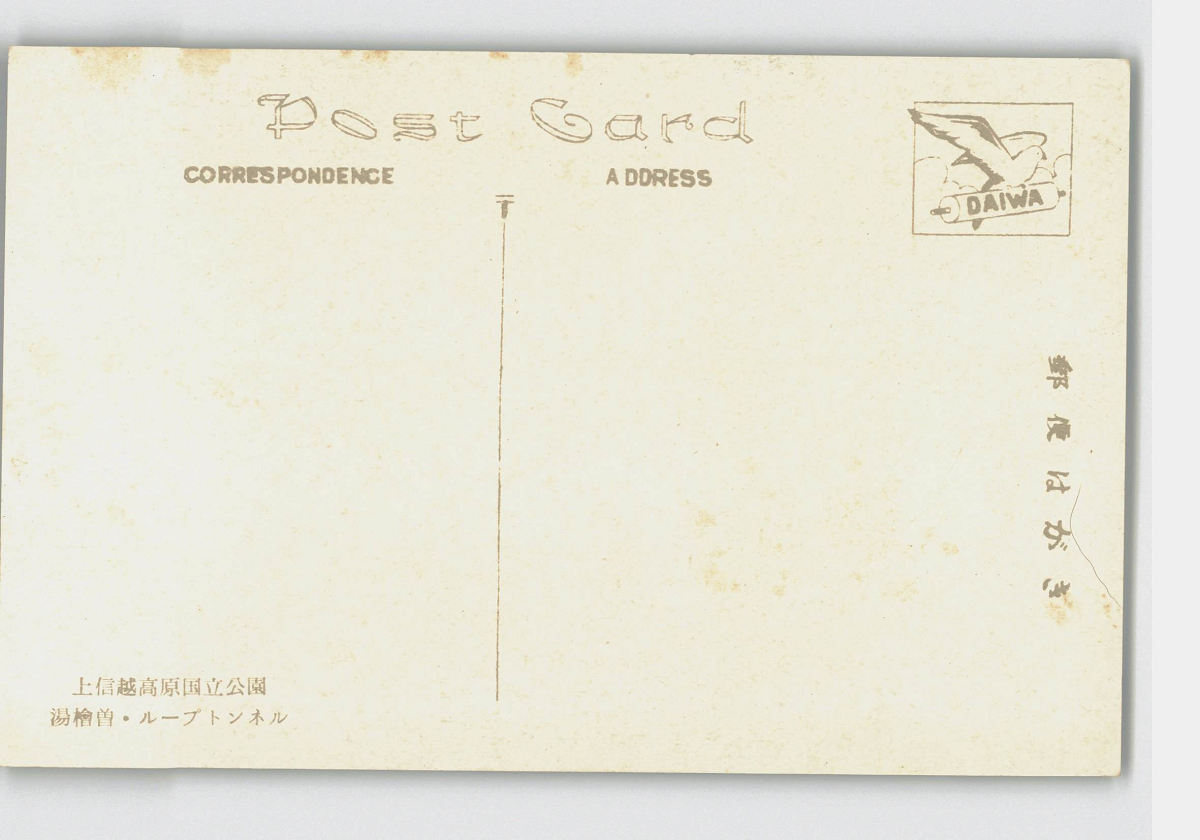 Post Card
CORRESPONDENCE
ADDRESS
DAIWA
郵便はがき
上信越高原国立公園
湯檜曽・ループトンネル